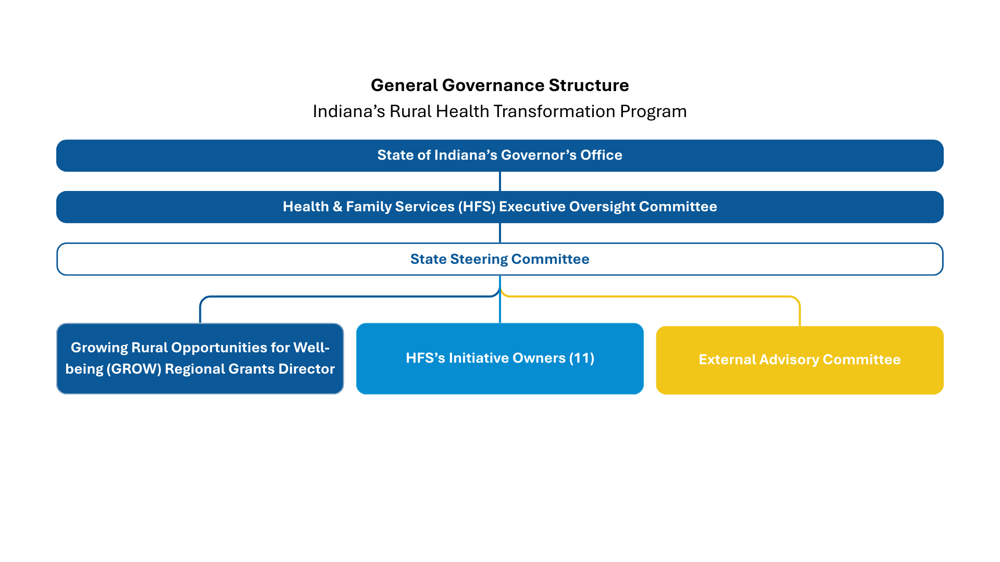 General Governance Structure
Indiana’s Rural Health Transformation Program
State of Indiana’s Governor’s Office
Health & Family Services (HFS) Executive Oversight Committee
State Steering Committee
Growing Rural Opportunities for Well-
being (GROW) Regional Grants Director
HFS’s Initiative Owners (11)
External Advisory Committee